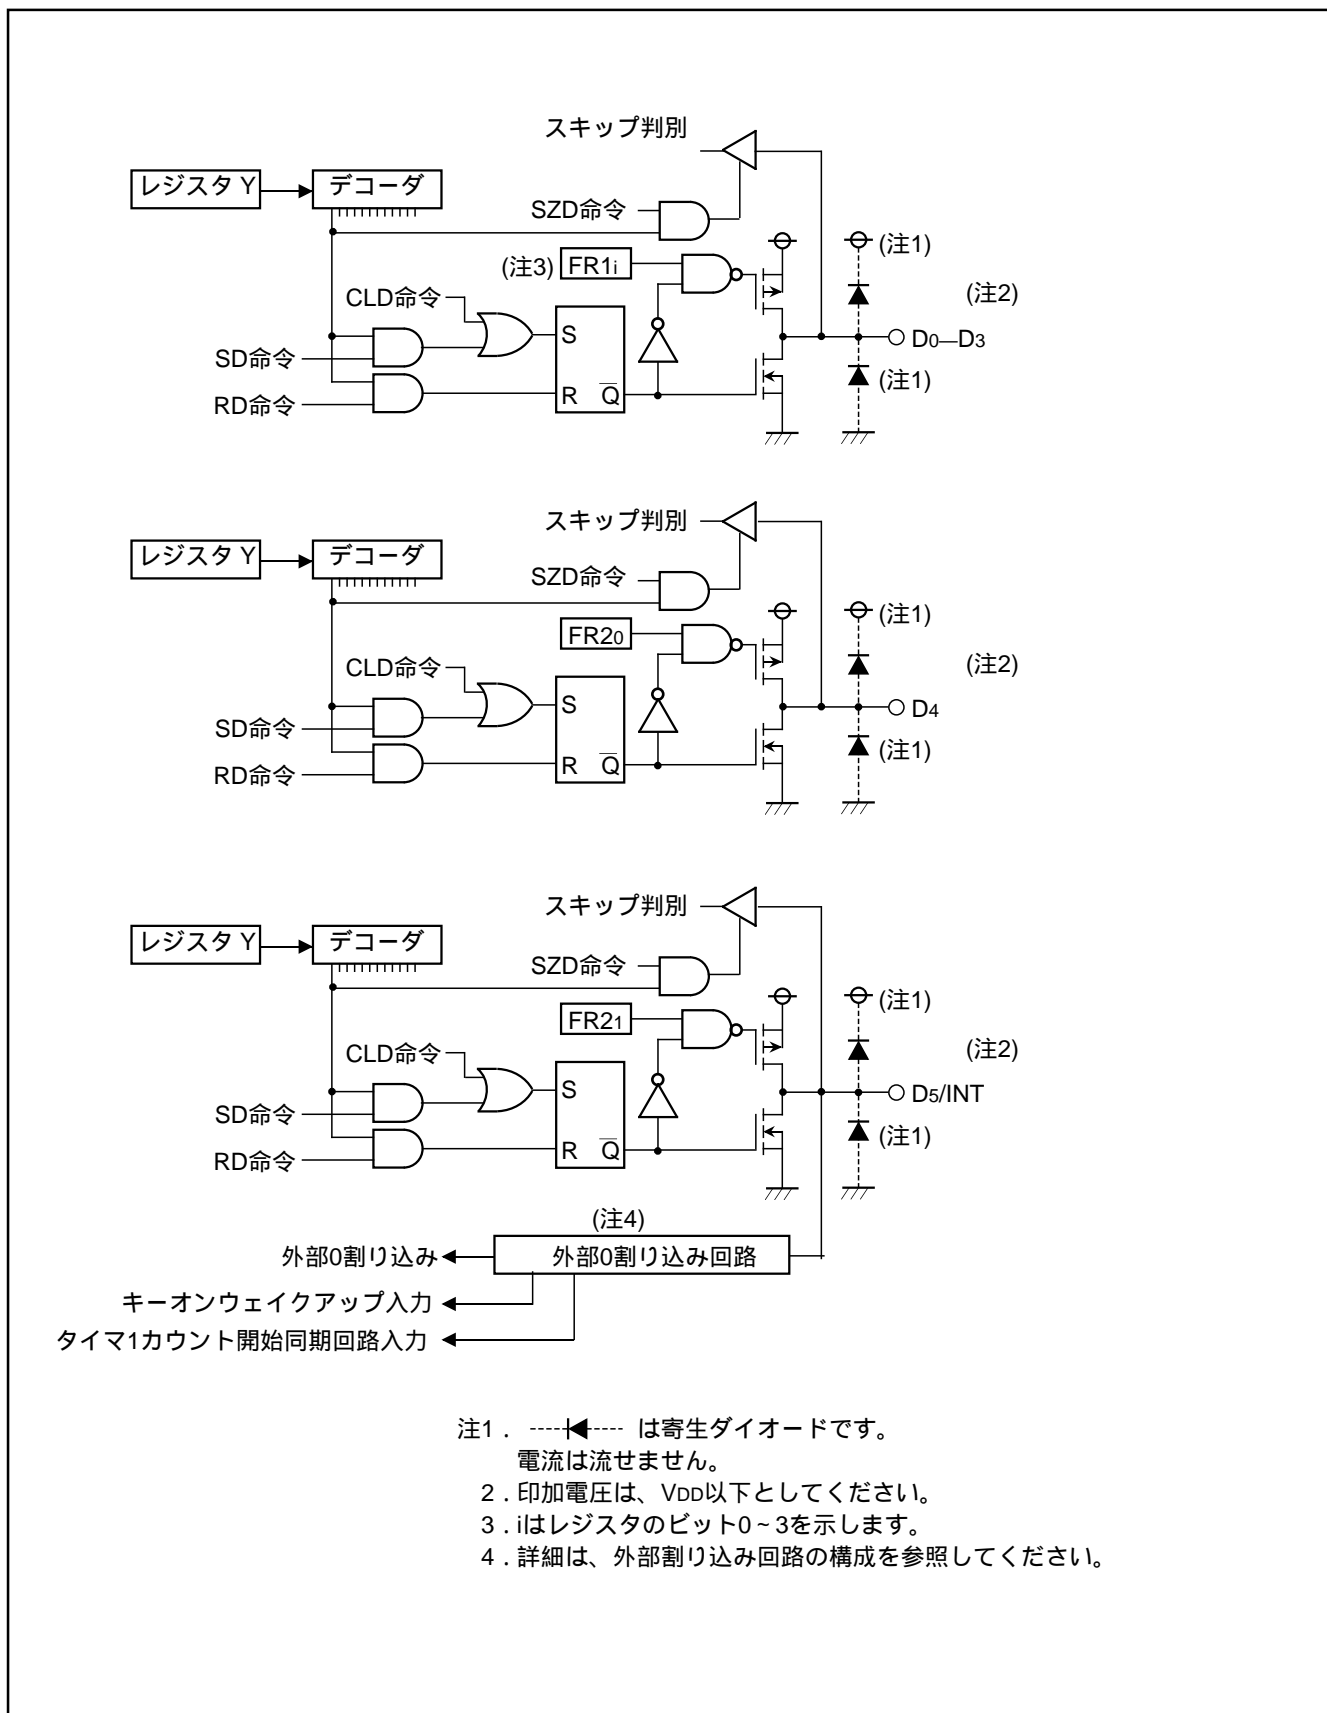 スキップ判別
レジスタ Y デコーダ
SZD命令
(注1)
(注3) FR1i
(注2)
CLD命令
S
D0—D3
SD命令
(注1)
R Q̅
RD命令
スキップ判別
レジスタ Y デコーダ
SZD命令
(注1)
FR20
(注2)
CLD命令
S
D4
SD命令
(注1)
R Q̅
RD命令
スキップ判別
レジスタ Y デコーダ
SZD命令
(注1)
FR21
(注2)
CLD命令
S
D5/INT
SD命令
(注1)
R Q̅
RD命令
(注4)
外部0割り込み 外部0割り込み回路
キーオンウェイクアップ入力
タイマ1カウント開始同期回路入力
注1．は寄生ダイオードです。
電流は流せません。
2．印加電圧は、VDD以下としてください。
3．iはレジスタのビット0~3を示します。
4．詳細は、外部割り込み回路の構成を参照してください。